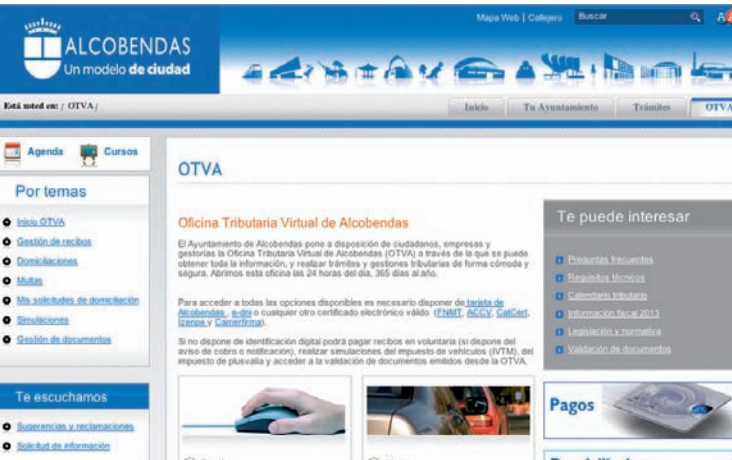 Mapa Web | Callejero
Buscar
ALCOBENDAS
Un modelo de ciudad
Está usted en: / OTVA /
Inicio
Tu Ayuntamiento
Trámites
OTVA
Agenda
Cursos
Por temas
Inicio OTVA
Gestión de recibos
Domiciliaciones
Multas
Mis solicitudes de domiciliación
Simulaciones
Gestión de documentos
Te escuchamos
Sugerencias y reclamaciones
Solicitud de información
OTVA
Oficina Tributaria Virtual de Alcobendas
El Ayuntamiento de Alcobendas pone a disposición de ciudadanos, empresas y
gestorías la Oficina Tributaria Virtual de Alcobendas (OTVA) a través de la que se puede
obtener toda la información, y realizar trámites y gestiones tributarias de forma cómoda y
segura. Abrimos esta oficina las 24 horas del día, 365 días al año.
Para acceder a todas las opciones disponibles es necesario disponer de tarjeta de
Alcobendas , e-dni o cualquier otro certificado electrónico válido (FNMT, ACCV, CatCert,
Izenpe y Camerfirma).
Si no dispone de identificación digital podrá pagar recibos en voluntaria (si dispone del
aviso de cobro o notificación), realizar simulaciones del impuesto de vehículos (IVTM), del
impuesto de plusvalía y acceder a la validación de documentos emitidos desde la OTVA.
Te puede interesar
Preguntas frecuentes
Requisitos técnicos
Calendario tributario
Información fiscal 2013
Legislación y normativa
Validación de documentos
Pagos